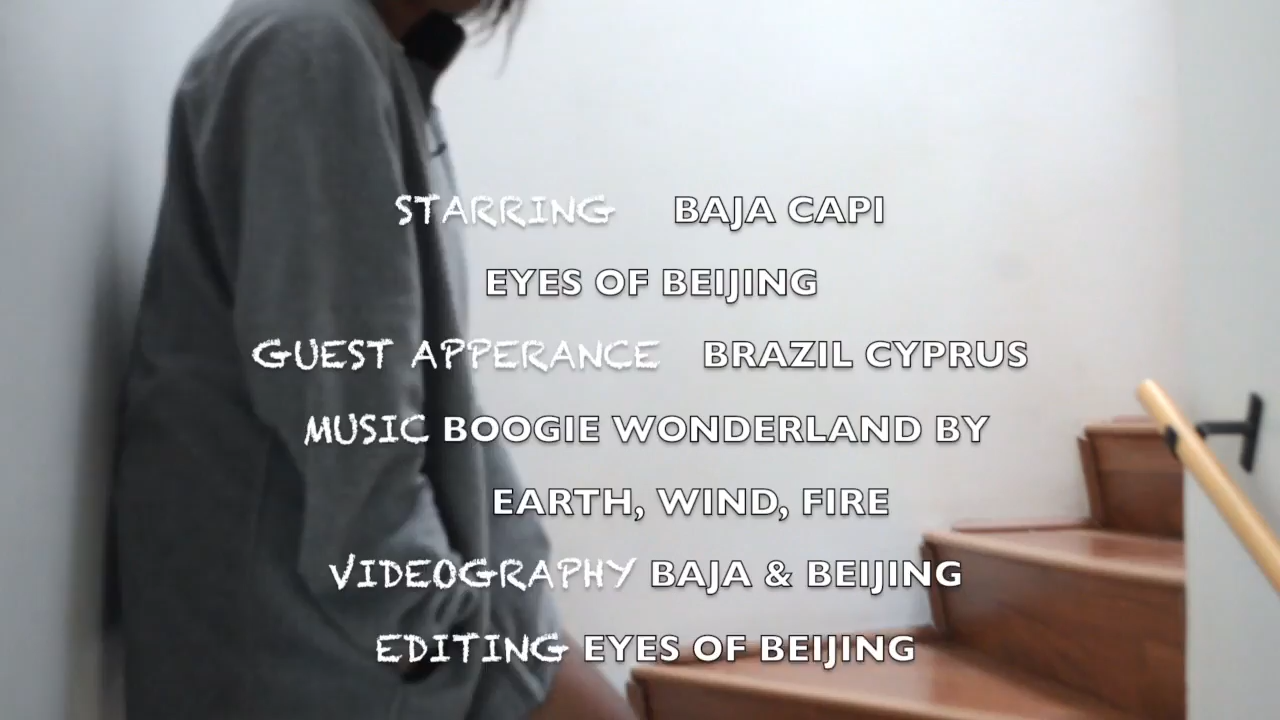 STARRING BAJA CAPI
EYES OF BEIJING
GUEST APPERANCE BRAZIL CYPRUS
MUSIC BOOGIE WONDERLAND BY
EARTH, WIND, FIRE
VIDEOGRAPHY BAJA & BEIJING
EDITING EYES OF BEIJING